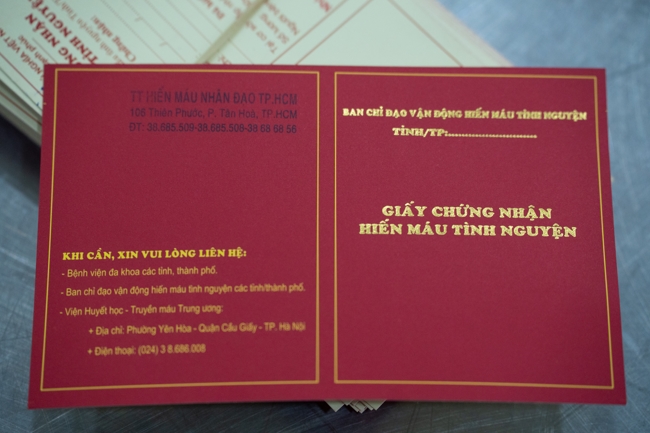 TT HIẾN MÁU NHÂN ĐẠO TP.HCM
106 Thiên Phước, P. Tân Hoà, TP.HCM
ĐT: 38.685.509-38.685.508-38 68 68 56
KHI CẦN, XIN VUI LÒNG LIÊN HỆ:
- Bệnh viện đa khoa các tỉnh, thành phố.
- Ban chỉ đạo vận động hiến máu tình nguyện các tỉnh/thành phố.
- Viện Huyết học - Truyền máu Trung ương:
+ Địa chỉ: Phường Yên Hòa - Quận Cầu Giấy - TP. Hà Nội
+ Điện thoại: (024) 3 8.686.008
BAN CHỈ ĐẠO VẬN ĐỘNG HIẾN MÁU TÌNH NGUYỆN
TỈNH/TP:..........................
GIẤY CHỨNG NHẬN
HIẾN MÁU TÌNH NGUYỆN